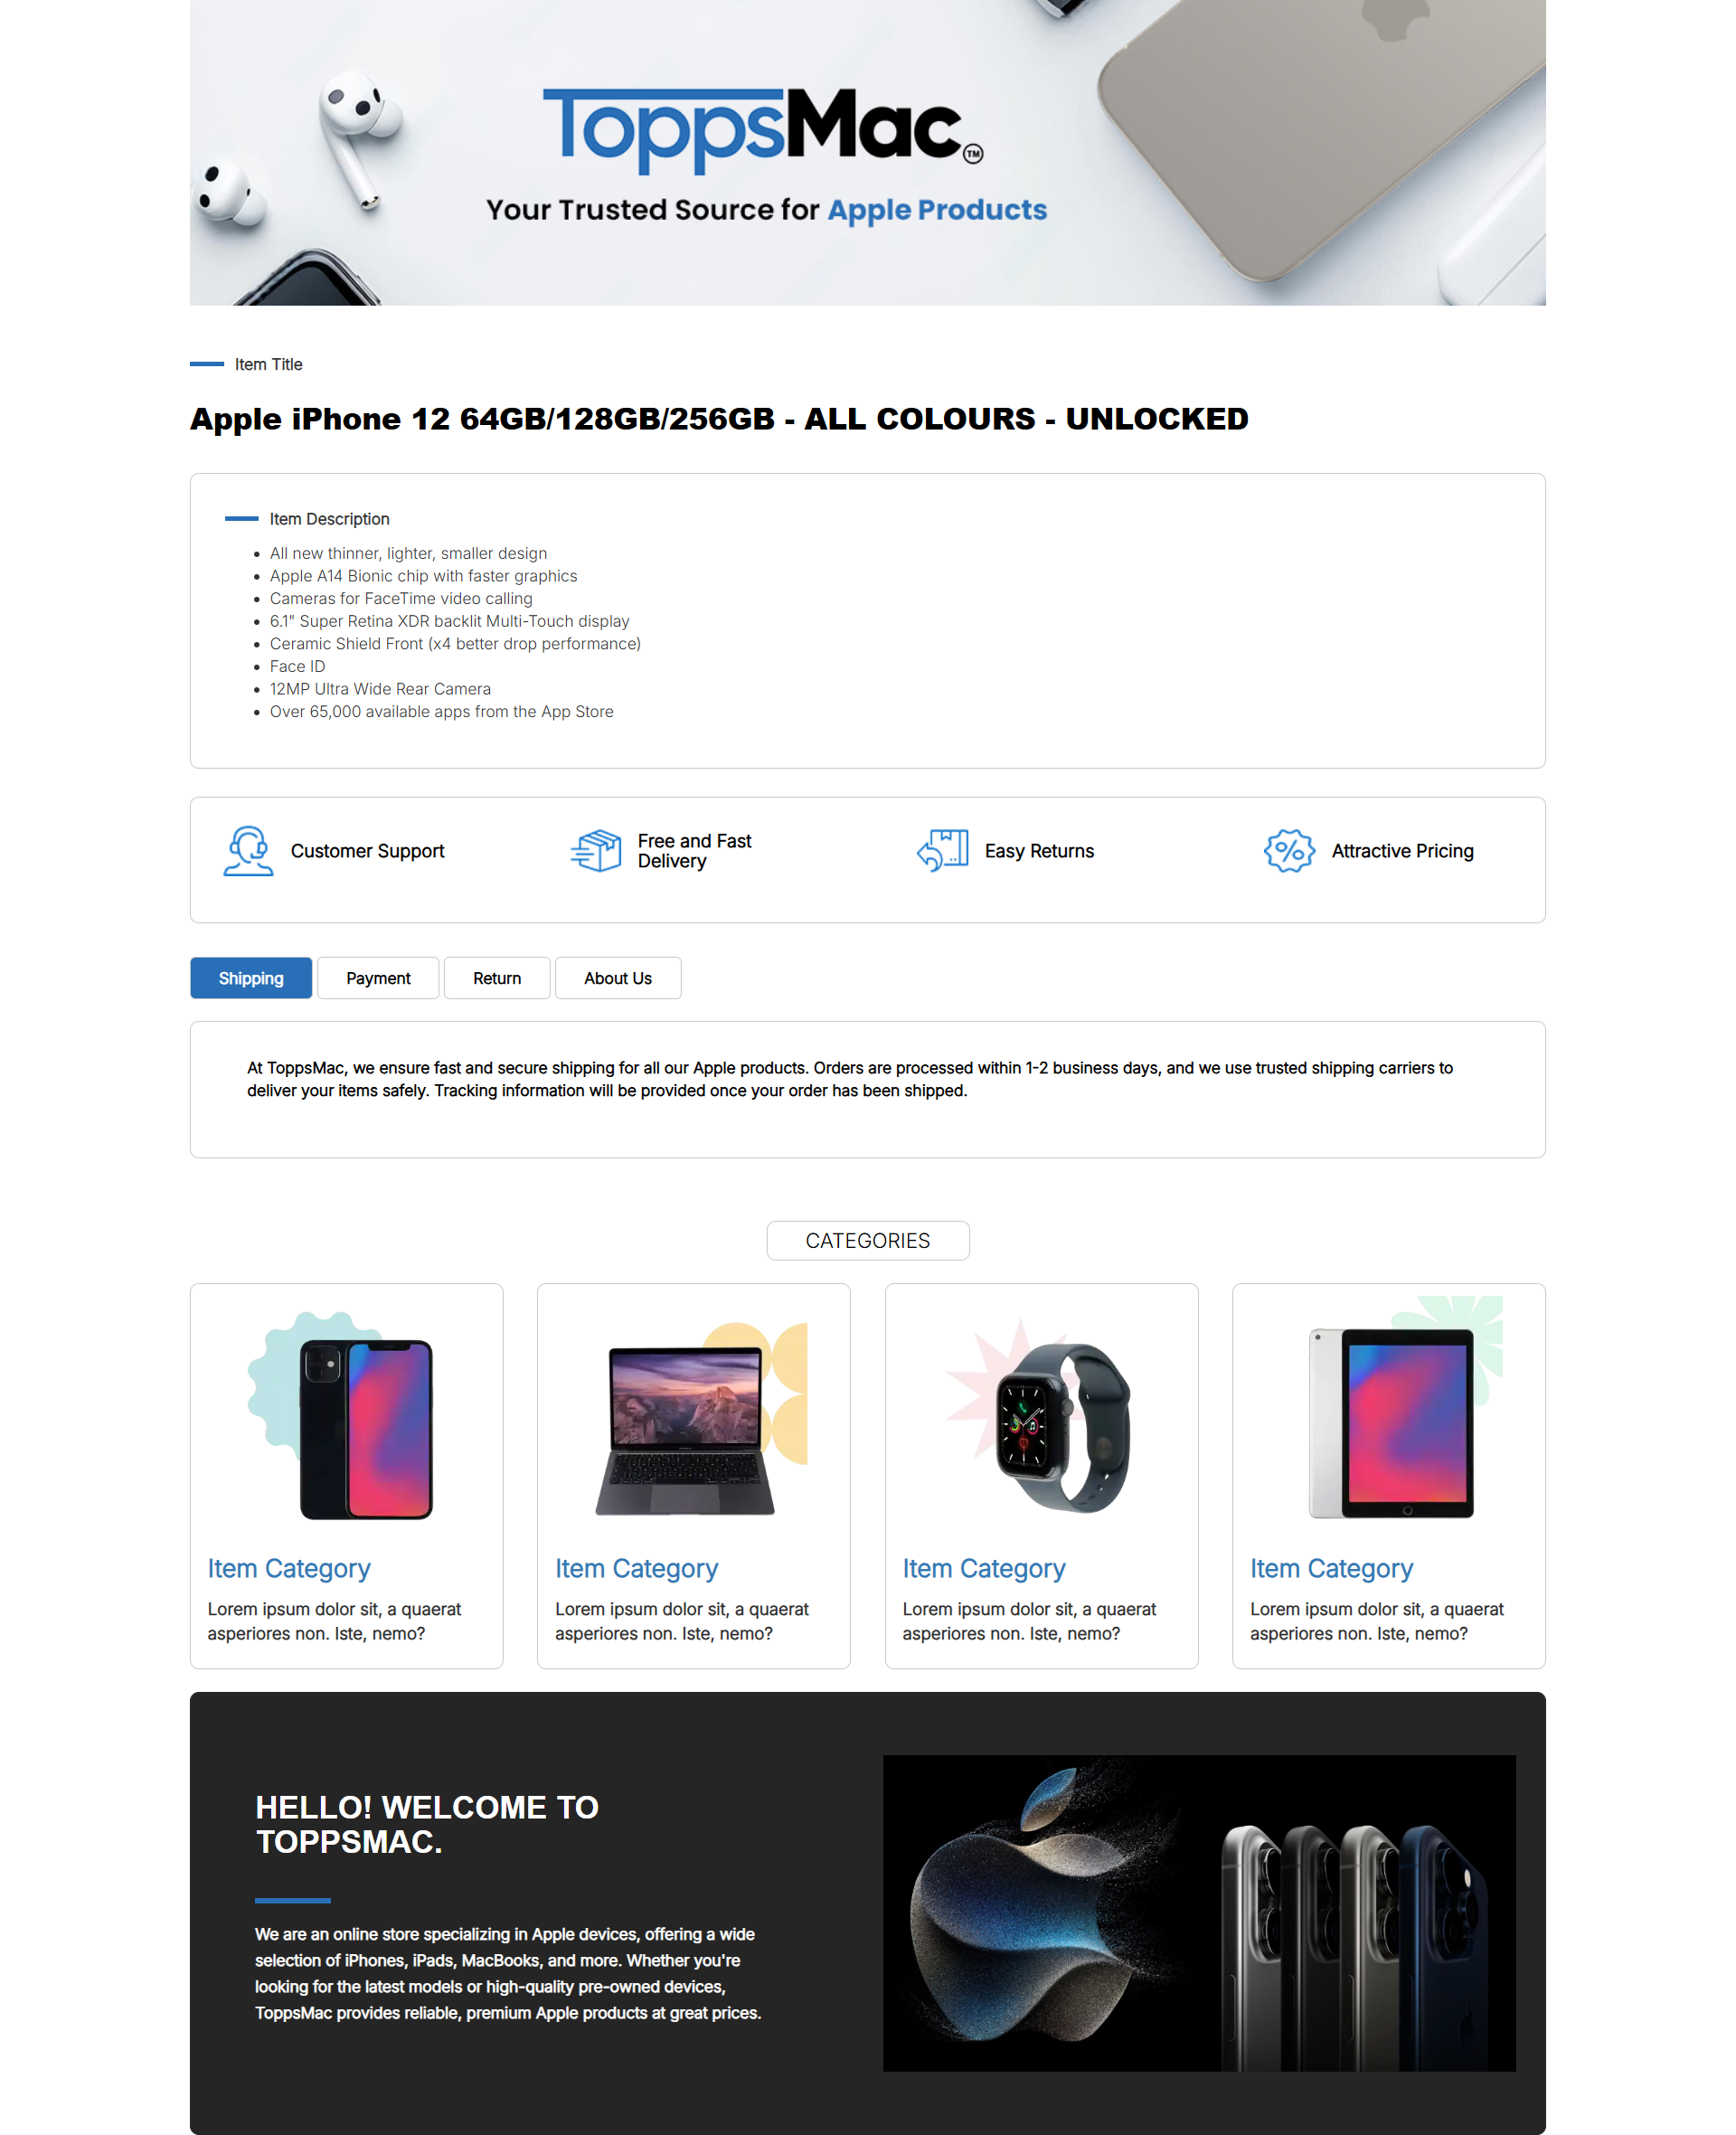 ToppsMac TM
Your Trusted Source for Apple Products
Item Title
Apple iPhone 12 64GB/128GB/256GB - ALL COLOURS - UNLOCKED
Item Description
• All new thinner, lighter, smaller design
• Apple A14 Bionic chip with faster graphics
• Cameras for FaceTime video calling
• 6.1" Super Retina XDR backlit Multi-Touch display
• Ceramic Shield Front (x4 better drop performance)
• Face ID
• 12MP Ultra Wide Rear Camera
• Over 65,000 available apps from the App Store
Customer Support
Free and Fast
Delivery
Easy Returns
Attractive Pricing
Shipping
Payment
Return
About Us
At ToppsMac, we ensure fast and secure shipping for all our Apple products. Orders are processed within 1-2 business days, and we use trusted shipping carriers to
deliver your items safely. Tracking information will be provided once your order has been shipped.
CATEGORIES
Item Category
Lorem ipsum dolor sit, a quaerat
asperiores non. Iste, nemo?
Item Category
Lorem ipsum dolor sit, a quaerat
asperiores non. Iste, nemo?
Item Category
Lorem ipsum dolor sit, a quaerat
asperiores non. Iste, nemo?
Item Category
Lorem ipsum dolor sit, a quaerat
asperiores non. Iste, nemo?
HELLO! WELCOME TO
TOPPSMAC.
We are an online store specializing in Apple devices, offering a wide
selection of iPhones, iPads, MacBooks, and more. Whether you're
looking for the latest models or high-quality pre-owned devices,
ToppsMac provides reliable, premium Apple products at great prices.